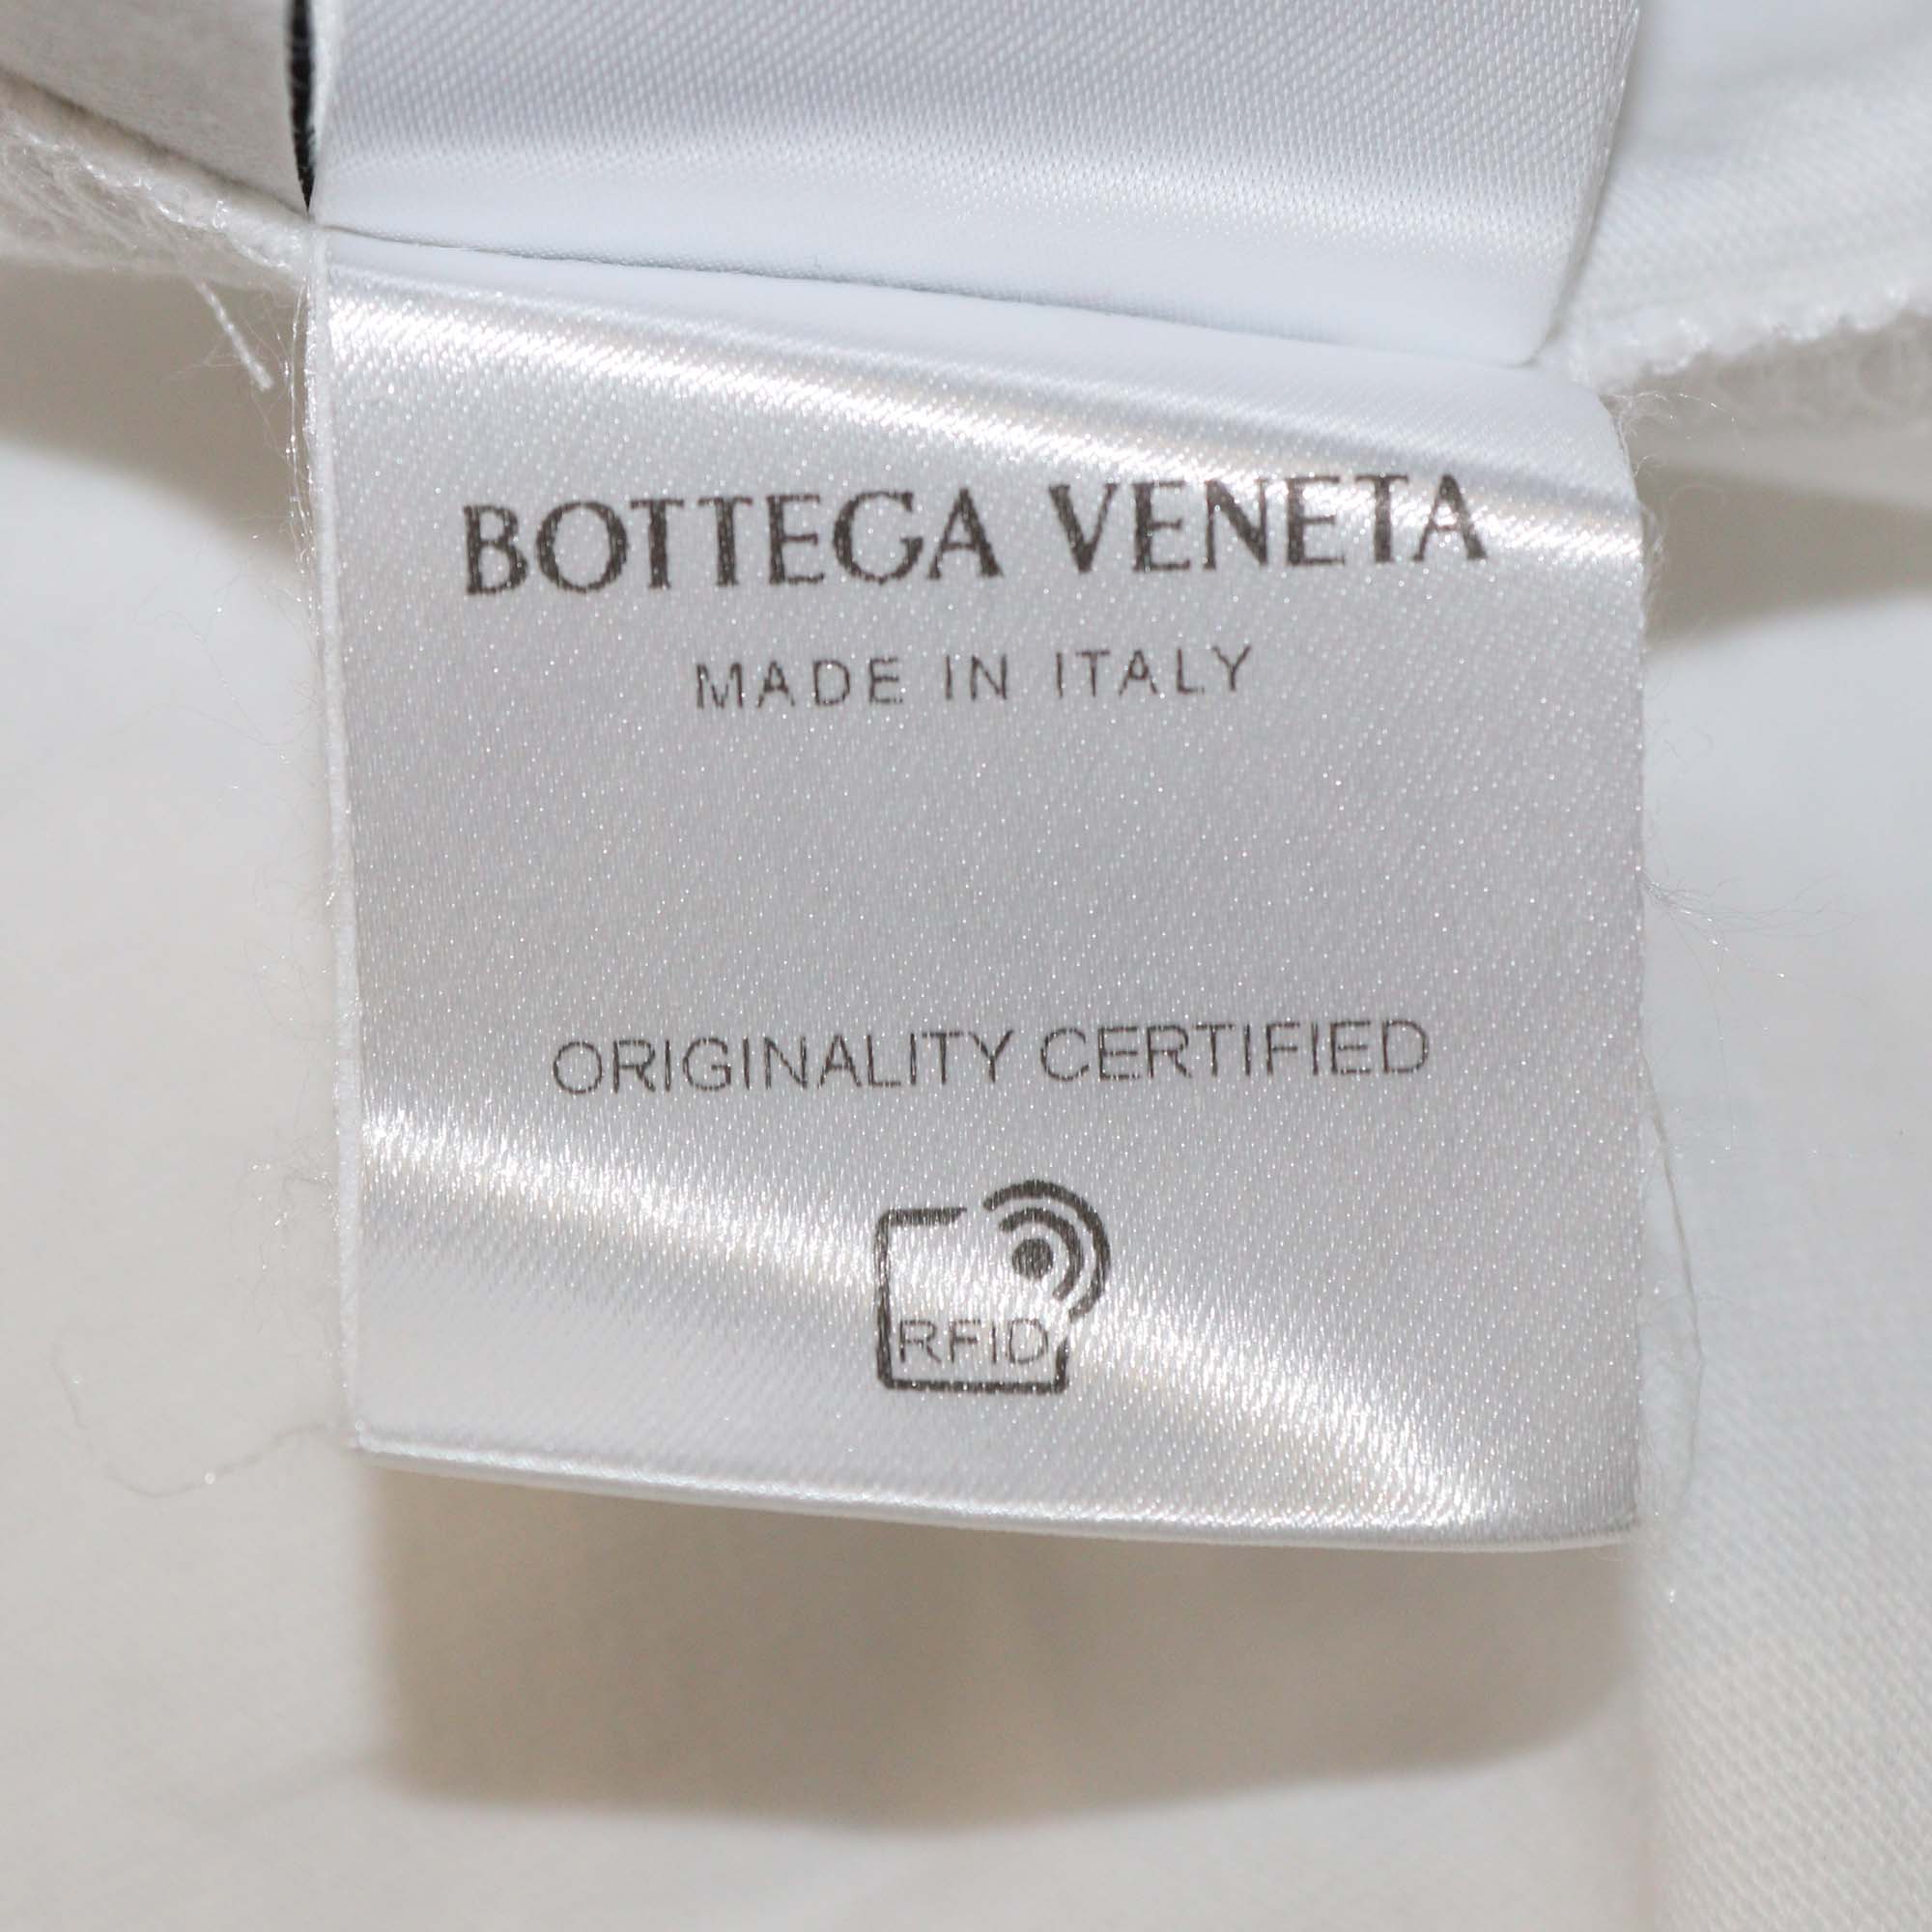 BOTTEGA VENETA
MADE IN ITALY
ORIGINALITY CERTIFIED
RFID